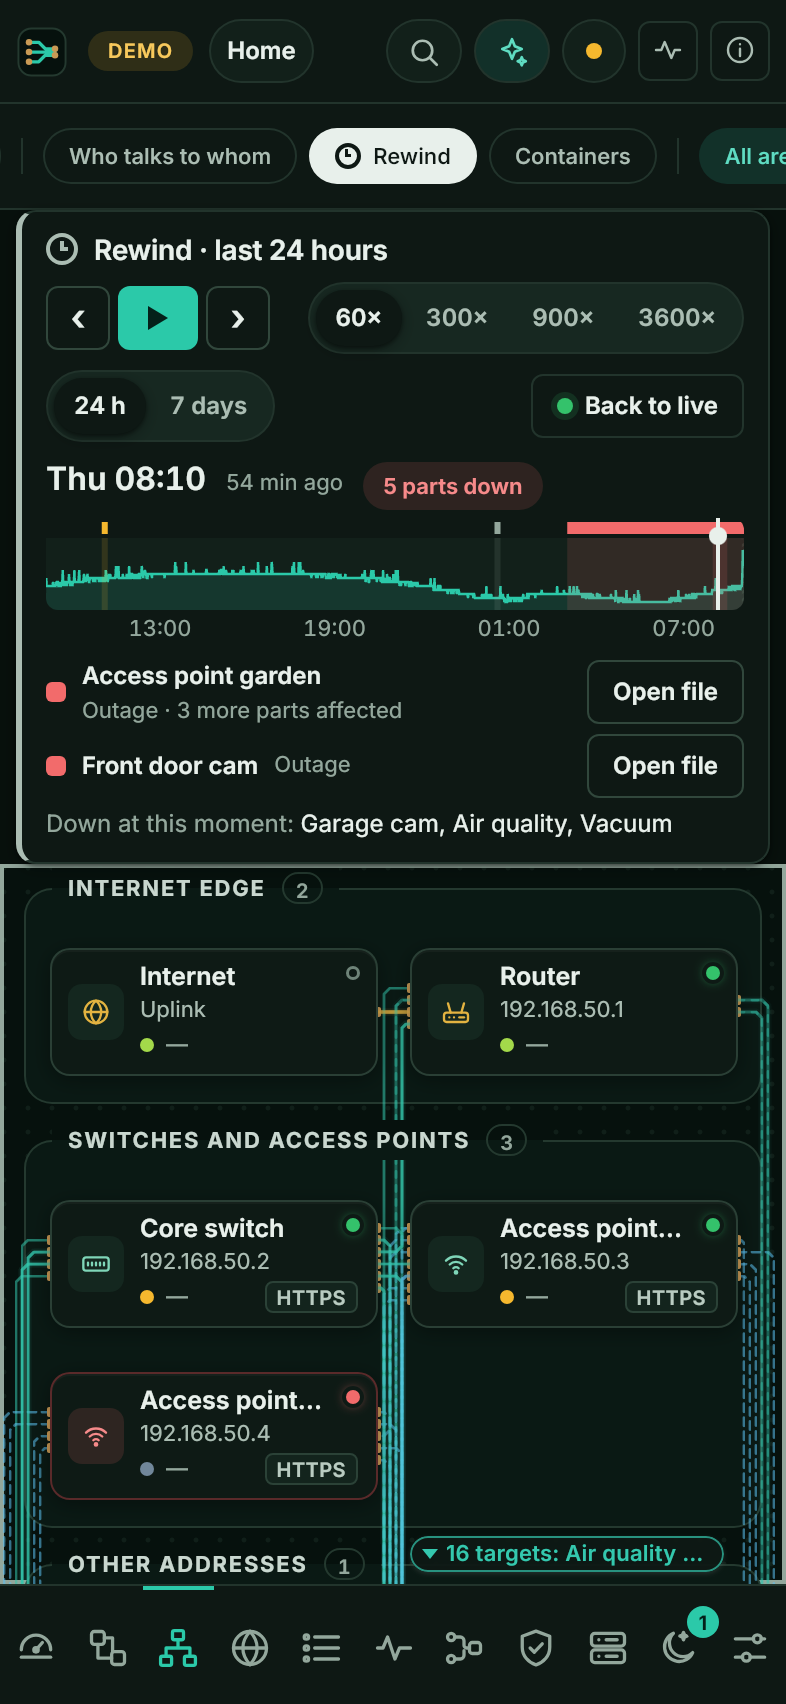 DEMO
Home
Who talks to whom
Rewind
Containers
All are
Rewind · last 24 hours
60×
300×
900×
3600×
24 h
7 days
Back to live
Thu 08:10
54 min ago
5 parts down
13:00
19:00
01:00
07:00
Access point garden
Outage · 3 more parts affected
Open file
Front door cam
Outage
Open file
Down at this moment: Garage cam, Air quality, Vacuum
INTERNET EDGE
2
Internet
Uplink
—
Router
192.168.50.1
—
SWITCHES AND ACCESS POINTS
3
Core switch
192.168.50.2
—
HTTPS
Access point...
192.168.50.3
—
HTTPS
Access point...
192.168.50.4
—
HTTPS
16 targets: Air quality ...
OTHER ADDRESSES
1
1